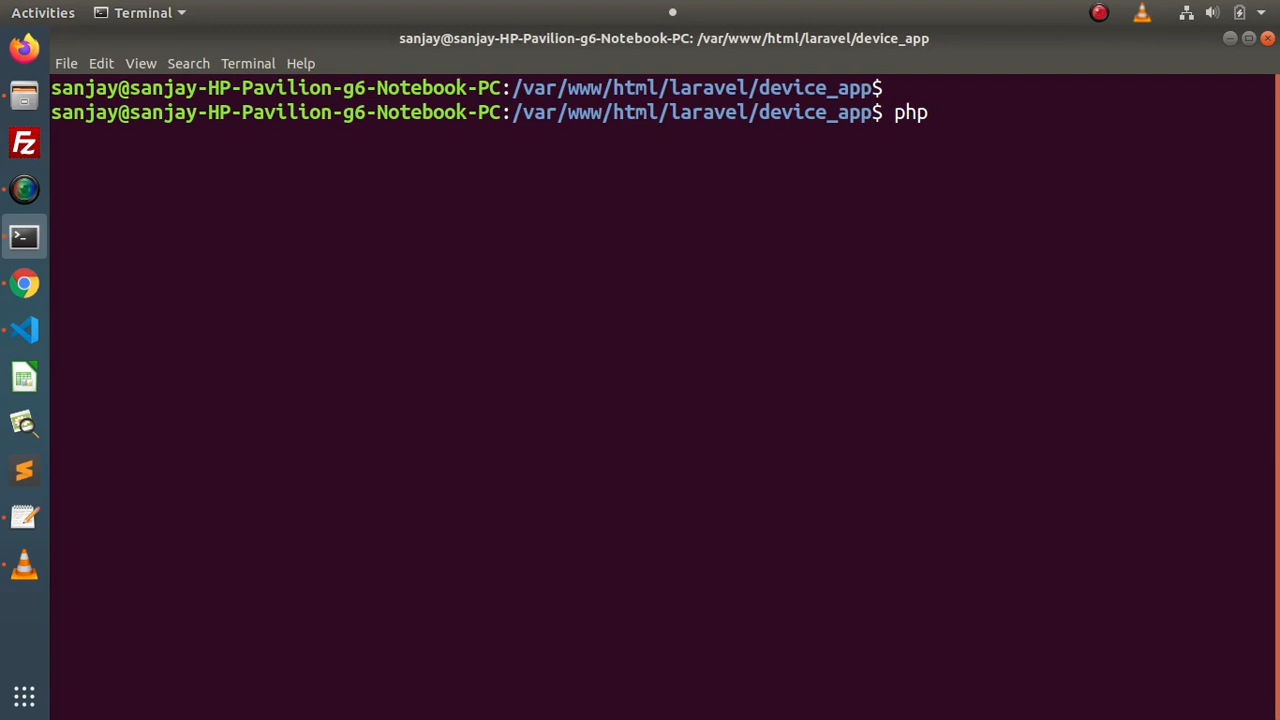 Activities Terminal
sanjay@sanjay-HP-Pavilion-g6-Notebook-PC: /var/www/html/laravel/device_app
File Edit View Search Terminal Help
sanjay@sanjay-HP-Pavilion-g6-Notebook-PC:/var/www/html/laravel/device_app$
sanjay@sanjay-HP-Pavilion-g6-Notebook-PC:/var/www/html/laravel/device_app$ php
Fz